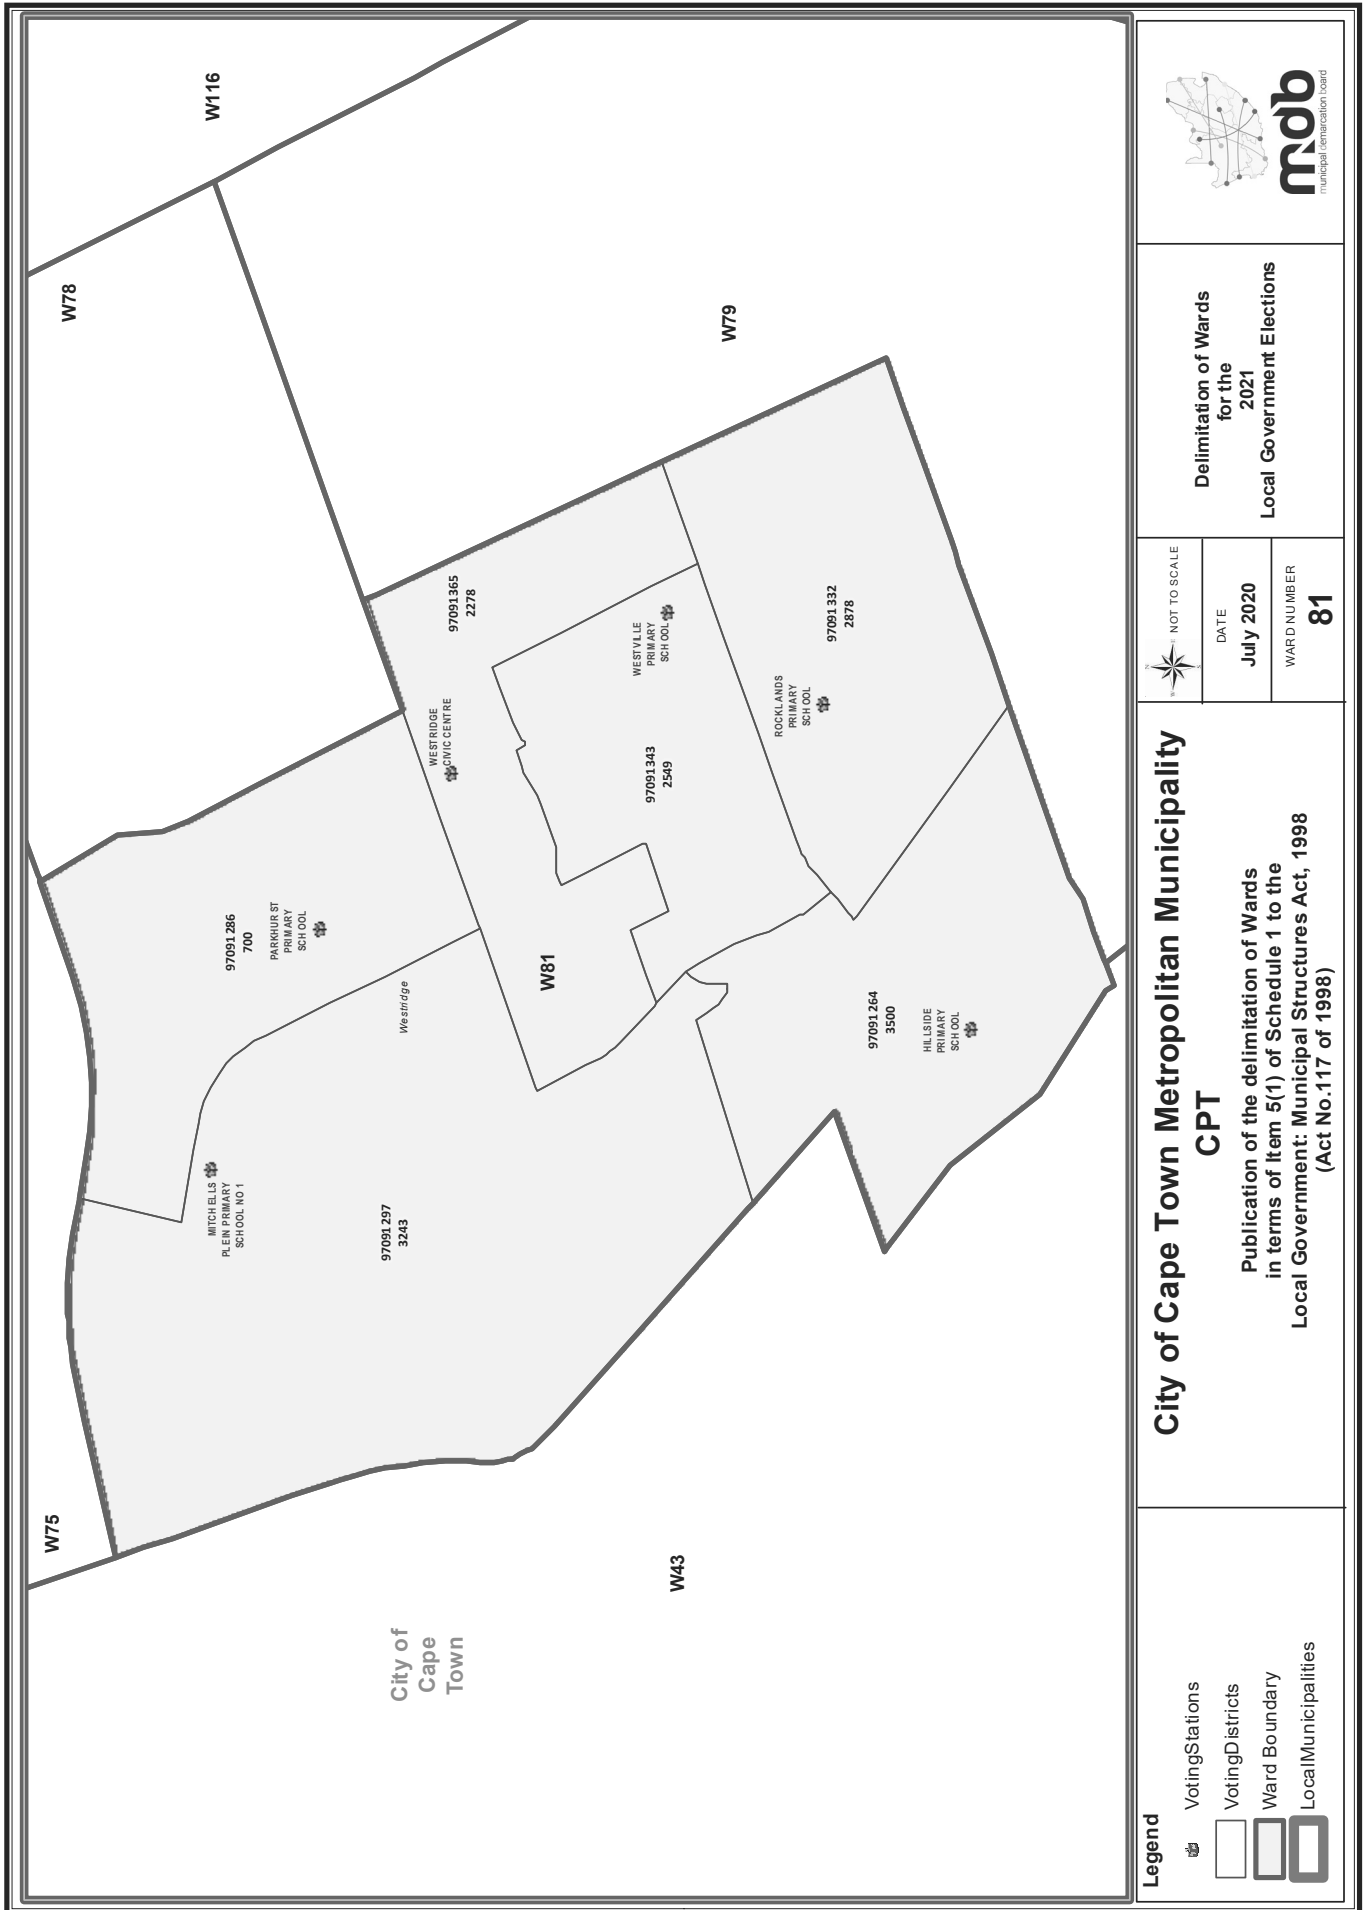 W75
W78
W116
97091286
700
PARKHURST
PRIMARY
SCHOOL
MITCHELLS
PLEIN PRIMARY
SCHOOL NO 1
97091297
3243
Westridge
WESTRIDGE
CIVIC CENTRE
97091365
2278
W81
WESTVILLE
PRIMARY
SCHOOL
97091343
2549
W79
ROCKLANDS
PRIMARY
SCHOOL
97091332
2878
97091264
3500
HILLSIDE
PRIMARY
SCHOOL
City of
Cape
Town
W43
Legend
VotingStations
VotingDistricts
Ward Boundary
LocalMunicipalities
City of Cape Town Metropolitan Municipality
CPT
Publication of the delimitation of Wards
in terms of Item 5(1) of Schedule 1 to the
Local Government: Municipal Structures Act, 1998
(Act No.117 of 1998)
N
E
S
W
NOT TO SCALE
DATE
July 2020
WARD NUMBER
81
Delimitation of Wards
for the
2021
Local Government Elections
mdb
municipal demarcation board